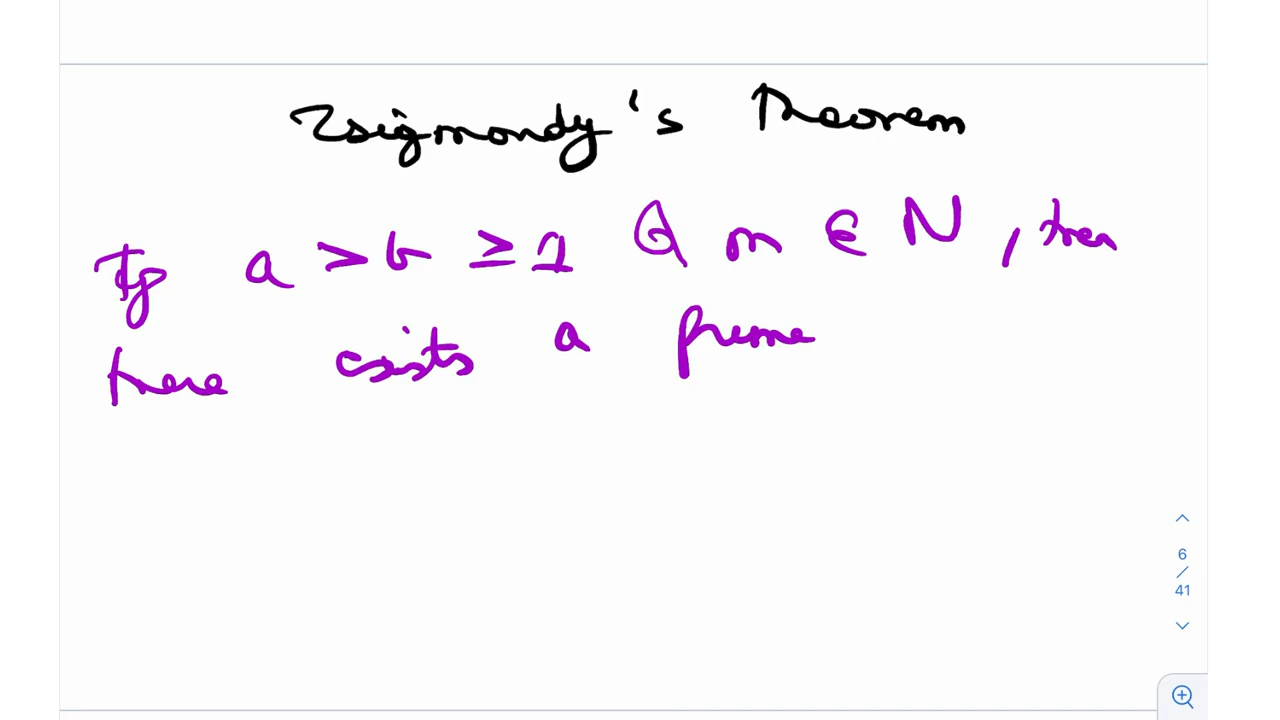 Zsigmondy's Theorem
If a > b ≥ 1 & n ∈ N, then
there exists a prime
6
/
41